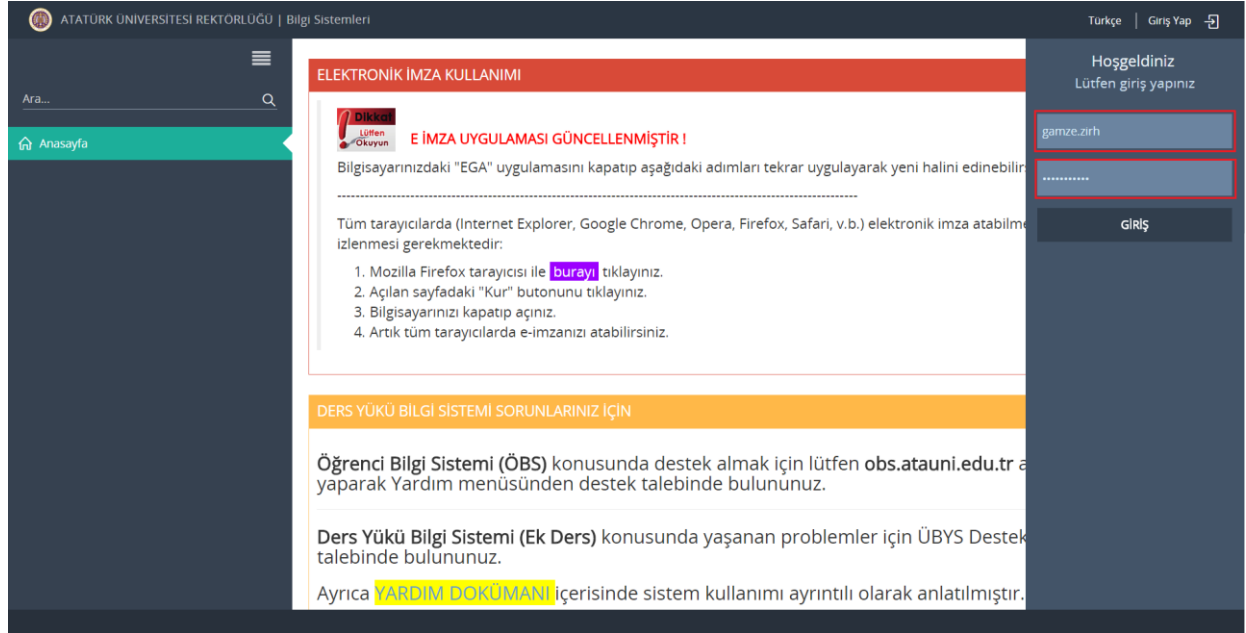 ATATÜRK ÜNİVERSİTESİ REKTÖRLÜĞÜ | Bilgi Sistemleri
Türkçe | Giriş Yap
Ara...
Anasayfa
ELEKTRONİK İMZA KULLANIMI
Dikkat
Lütfen
Okuyun
E İMZA UYGULAMASI GÜNCELLENMİŞTİR !
Bilgisayarınızdaki "EGA" uygulamasını kapatıp aşağıdaki adımları tekrar uygulayarak yeni halini edinebilirs
--------------------------------------------------------------------------------------------------------------
Tüm tarayıcılarda (Internet Explorer, Google Chrome, Opera, Firefox, Safari, v.b.) elektronik imza atabilme
izlenmesi gerekmektedir:
1. Mozilla Firefox tarayıcısı ile burayı tıklayınız.
2. Açılan sayfadaki "Kur" butonunu tıklayınız.
3. Bilgisayarınızı kapatıp açınız.
4. Artık tüm tarayıcılarda e-imzanızı atabilirsiniz.
DERS YÜKÜ BİLGİ SİSTEMİ SORUNLARINIZ İÇİN
Öğrenci Bilgi Sistemi (ÖBS) konusunda destek almak için lütfen obs.atauni.edu.tr a
yaparak Yardım menüsünden destek talebinde bulununuz.
Ders Yükü Bilgi Sistemi (Ek Ders) konusunda yaşanan problemler için ÜBYS Destek
talebinde bulununuz.
Ayrıca YARDIM DOKÜMANI içerisinde sistem kullanımı ayrıntılı olarak anlatılmıştır.
Hoşgeldiniz
Lütfen giriş yapınız
gamze.zirh
•••••••••••
GİRİŞ